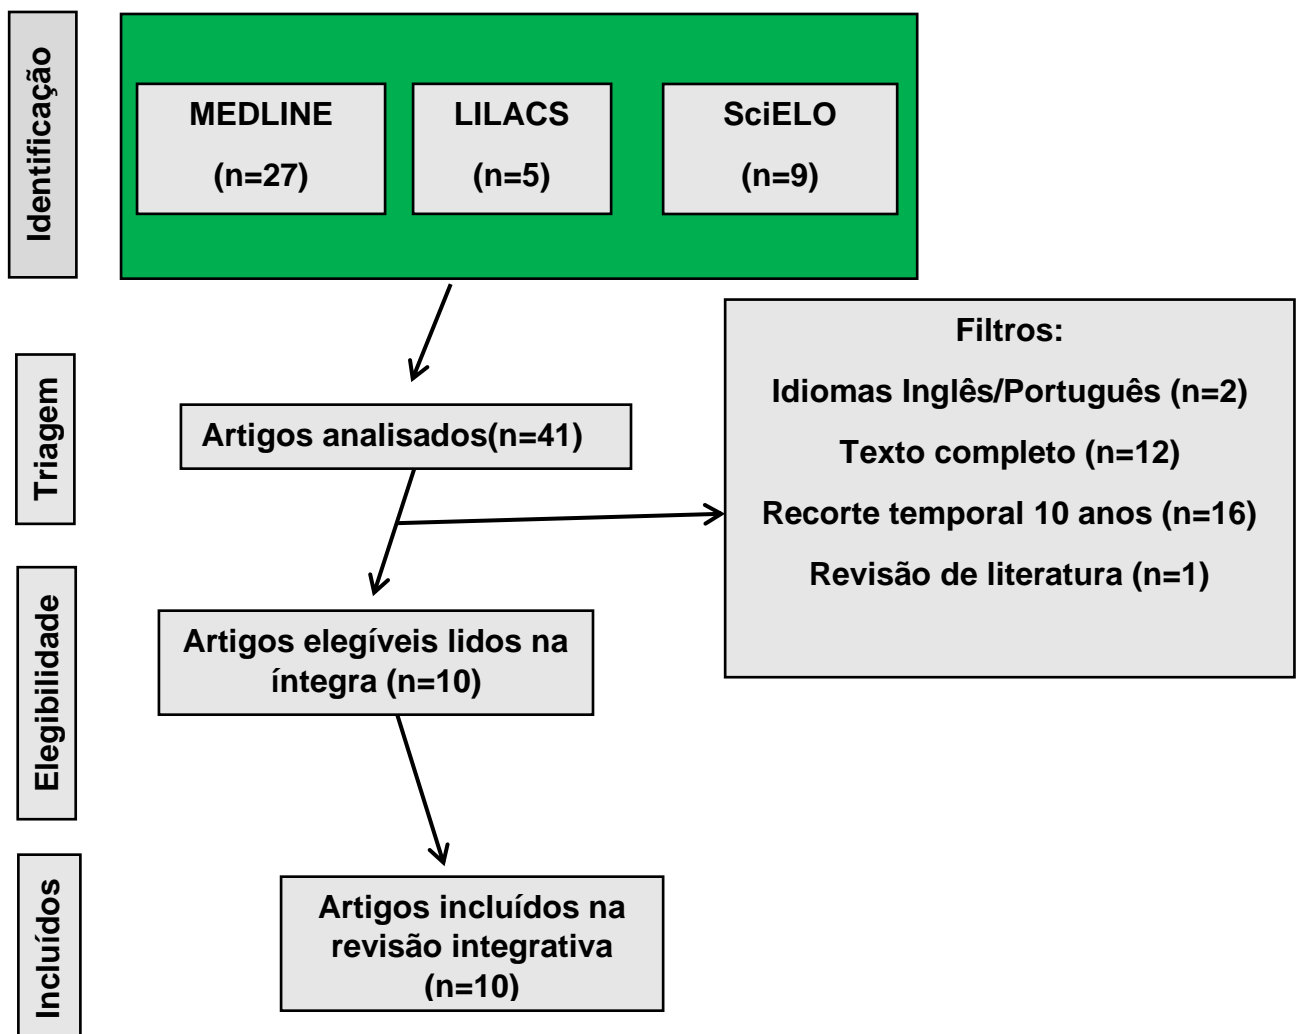 Identificação
MEDLINE
(n=27)
LILACS
(n=5)
SciELO
(n=9)
Triagem
Artigos analisados(n=41)
Filtros:
Idiomas Inglês/Português (n=2)
Texto completo (n=12)
Recorte temporal 10 anos (n=16)
Revisão de literatura (n=1)
Elegibilidade
Artigos elegíveis lidos na
íntegra (n=10)
Incluídos
Artigos incluídos na
revisão integrativa
(n=10)